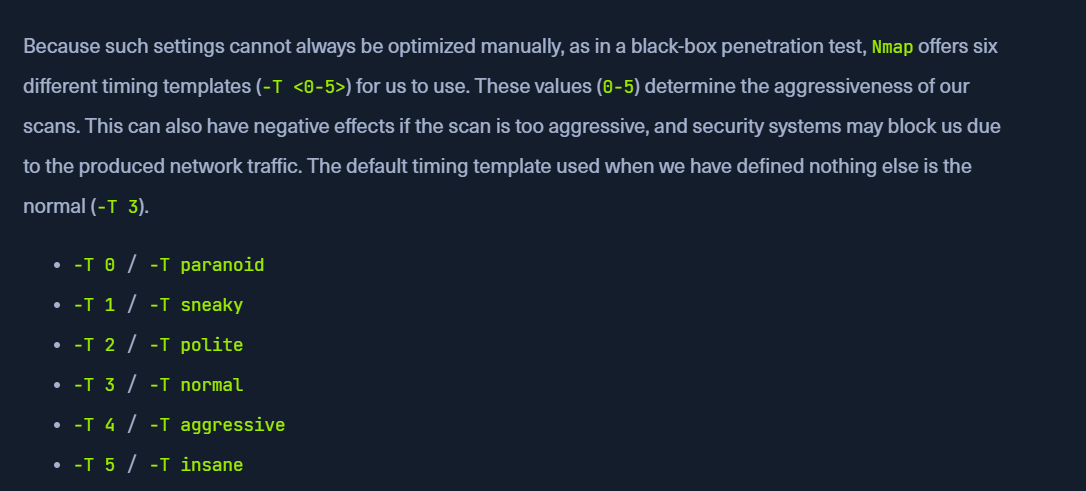 Because such settings cannot always be optimized manually, as in a black-box penetration test, Nmap offers six
different timing templates (-T <0-5>) for us to use. These values (0-5) determine the aggressiveness of our
scans. This can also have negative effects if the scan is too aggressive, and security systems may block us due
to the produced network traffic. The default timing template used when we have defined nothing else is the
normal (-T 3).
• -T 0 / -T paranoid
• -T 1 / -T sneaky
• -T 2 / -T polite
• -T 3 / -T normal
• -T 4 / -T aggressive
• -T 5 / -T insane